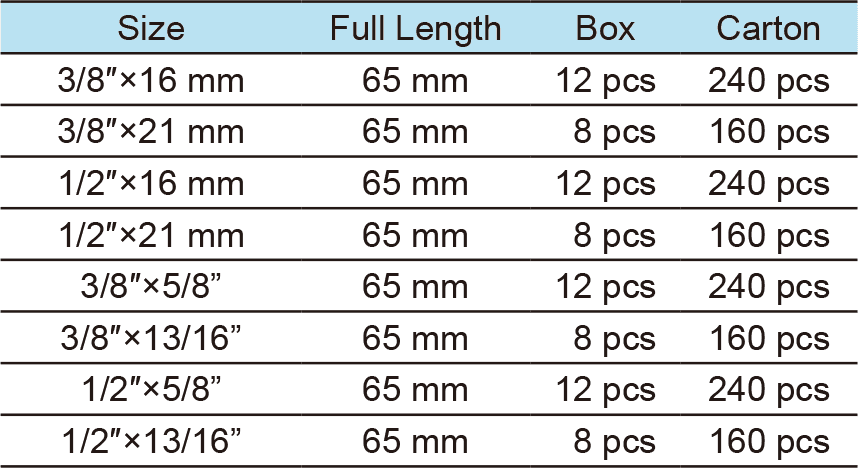 Size Full Length Box Carton
3/8″×16 mm 65 mm 12 pcs 240 pcs
3/8″×21 mm 65 mm 8 pcs 160 pcs
1/2″×16 mm 65 mm 12 pcs 240 pcs
1/2″×21 mm 65 mm 8 pcs 160 pcs
3/8″×5/8” 65 mm 12 pcs 240 pcs
3/8″×13/16” 65 mm 8 pcs 160 pcs
1/2″×5/8” 65 mm 12 pcs 240 pcs
1/2″×13/16” 65 mm 8 pcs 160 pcs